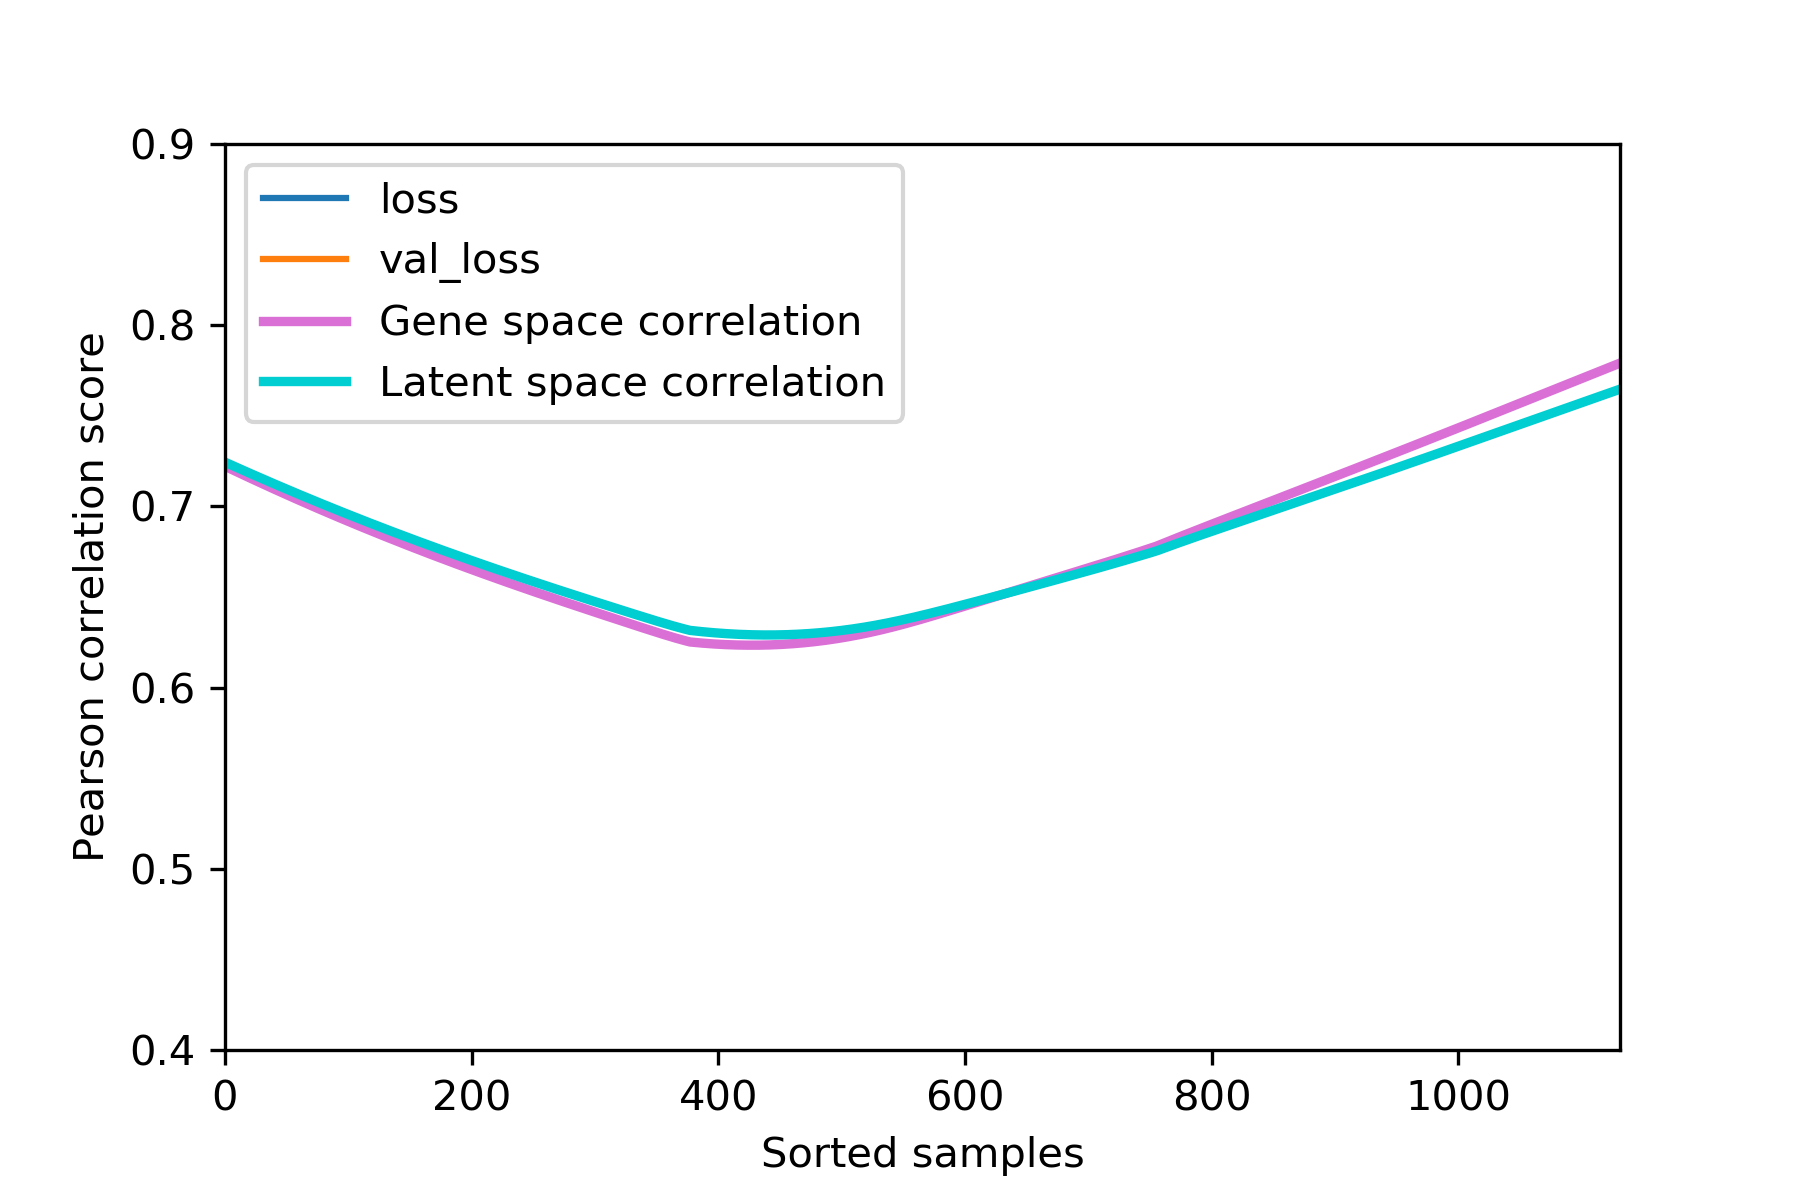 0.9
0.8
0.7
0.6
0.5
0.4
Pearson correlation score
loss
val_loss
Gene space correlation
Latent space correlation
0 200 400 600 800 1000
Sorted samples